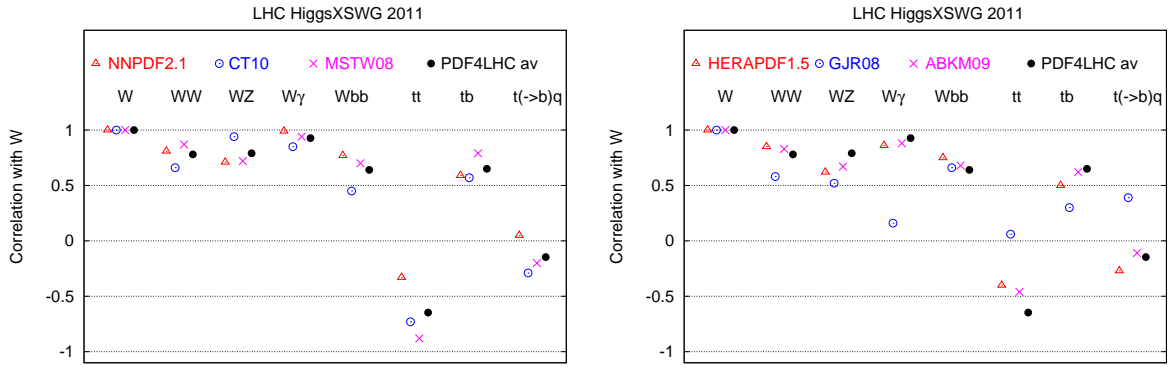 LHC HiggsXSWG 2011
NNPDF2.1 CT10 MSTW08 PDF4LHC av
W WW WZ Wγ Wbb tt tb t(->b)q
1
0.5
0
-0.5
-1
Correlation with W
LHC HiggsXSWG 2011
HERAPDF1.5 GJR08 ABKM09 PDF4LHC av
W WW WZ Wγ Wbb tt tb t(->b)q
1
0.5
0
-0.5
-1
Correlation with W